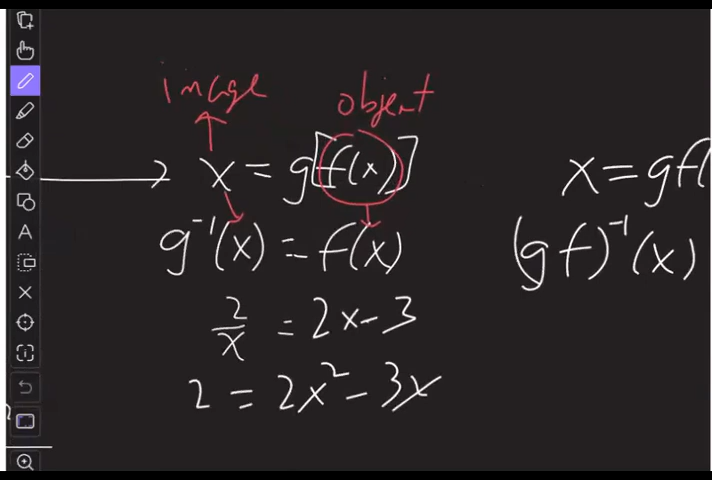 image object
x = g[f(x)]
g⁻¹(x) = f(x)
2/x = 2x - 3
2 = 2x² - 3x
x = gf(
(gf)⁻¹(x)